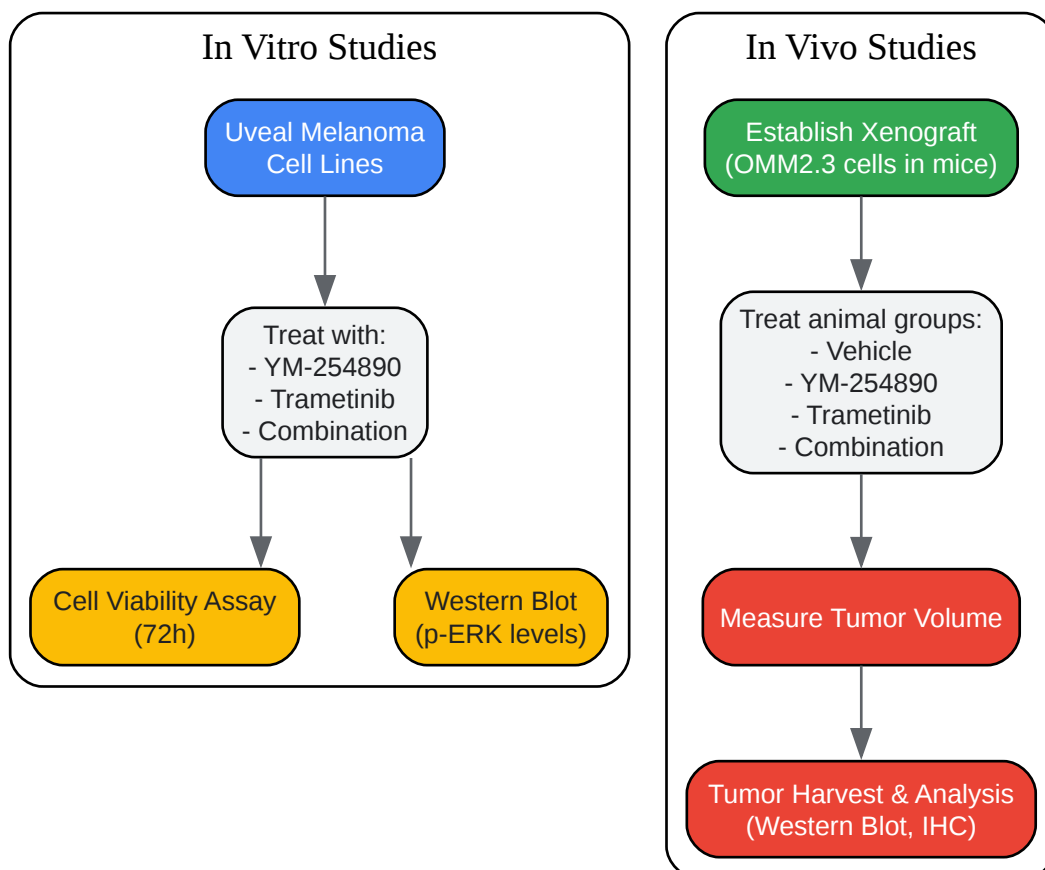 In Vitro Studies
Uveal Melanoma
Cell Lines
Treat with:
- YM-254890
- Trametinib
- Combination
Cell Viability Assay
(72h)
Western Blot
(p-ERK levels)
In Vivo Studies
Establish Xenograft
(OMM2.3 cells in mice)
Treat animal groups:
- Vehicle
- YM-254890
- Trametinib
- Combination
Measure Tumor Volume
Tumor Harvest & Analysis
(Western Blot, IHC)